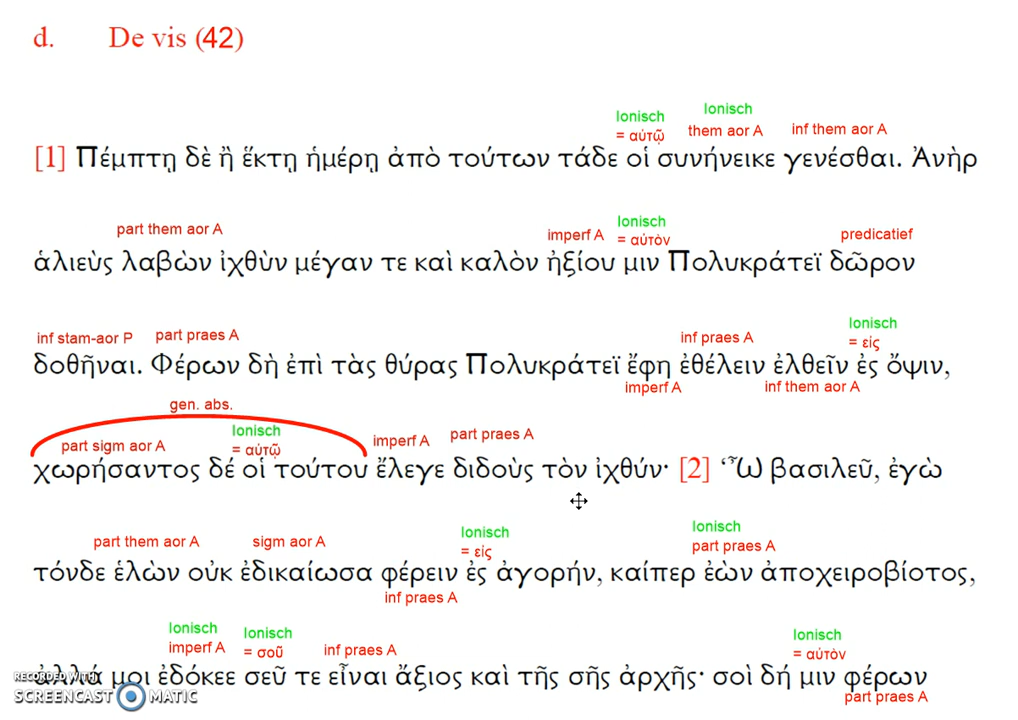 d. De vis (42)
Ionisch
Ionisch
= αὐτῷ
them aor A
inf them aor A
[1] Πέμπτῃ δὲ ἢ ἕκτῃ ἡμέρῃ ἀπὸ τούτων τάδε οἱ συνήνεικε γενέσθαι. Ἀνὴρ
part them aor A
imperf A
Ionisch
= αὐτὸν
predicatief
ἁλιεὺς λαβὼν ἰχθὺν μέγαν τε καὶ καλὸν ἠξίου μιν Πολυκράτεϊ δῶρον
inf stam-aor P
part praes A
inf praes A
Ionisch
= εἰς
δοθῆναι. Φέρων δὴ ἐπὶ τὰς θύρας Πολυκράτεϊ ἔφη ἐθέλειν ἐλθεῖν ἐς ὄψιν,
imperf A
inf them aor A
gen. abs.
part sigm aor A
Ionisch
= αὐτῷ
imperf A
part praes A
χωρήσαντος δέ οἱ τούτου ἔλεγε διδοὺς τὸν ἰχθύν· [2] ‘Ὦ βασιλεῦ, ἐγὼ
part them aor A
sigm aor A
Ionisch
= εἰς
Ionisch
part praes A
τόνδε ἑλὼν οὐκ ἐδικαίωσα φέρειν ἐς ἀγορήν, καίπερ ἐὼν ἀποχειροβίοτος,
inf praes A
Ionisch
imperf A
Ionisch
= σοῦ
inf praes A
Ionisch
= αὐτὸν
ἀλλά μοι ἐδόκεε σεῦ τε εἶναι ἄξιος καὶ τῆς σῆς ἀρχῆς· σοὶ δή μιν φέρων
part praes A
RECORDED WITH
SCREENCAST MATIC